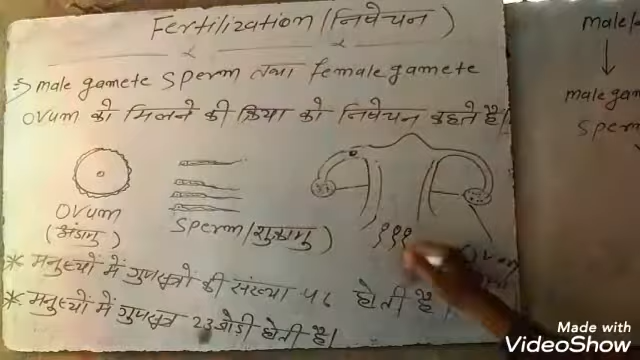 Fertilization/(निषेचन)
⇒ male gamete sperm तथा female gamete
ovum को मिलने की क्रिया को निषेचन कहते है।
ovum
(अंडाणु)
Sperm/(शुक्राणु)
ovary
* मनुष्यों में गुणसूत्रों की संख्या 46 होती है।
* मनुष्यों में गुणसूत्र 23 जोड़ी होती है।
male
male gam
sperm
Made with
VideoShow